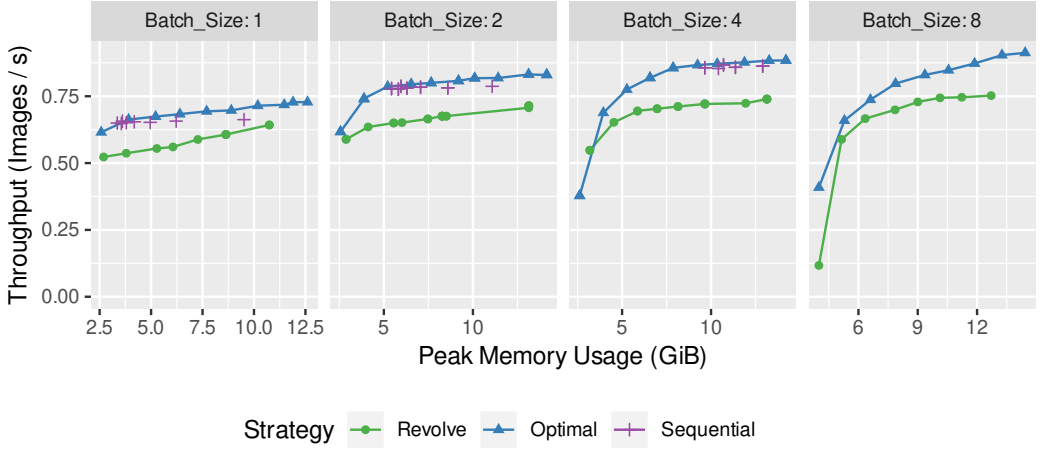 Batch_Size: 1
Batch_Size: 2
Batch_Size: 4
Batch_Size: 8
Throughput (Images / s)
0.75
0.50
0.25
0.00
2.5 5.0 7.5 10.0 12.5
5 10
5 10
6 9 12
Peak Memory Usage (GiB)
Strategy Revolve Optimal Sequential